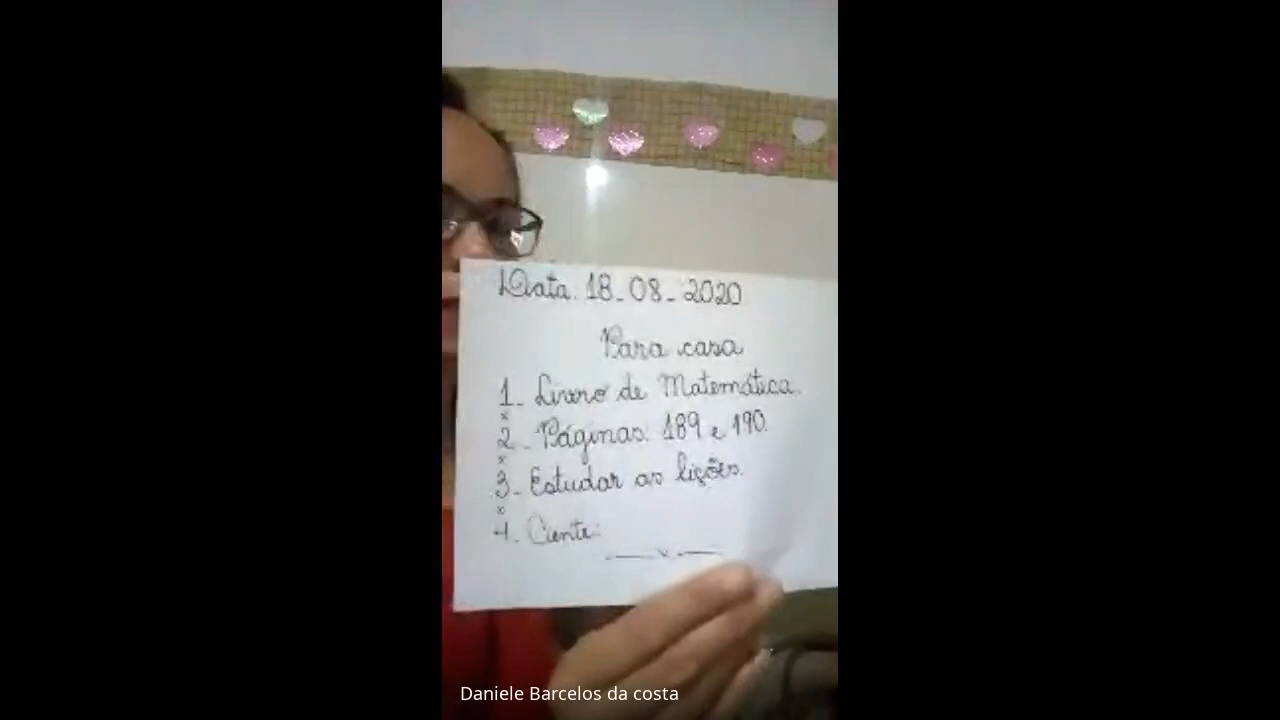 Data: 18-08-2020
Para casa
1- Livro de Matemática.
x
2- Páginas: 189 e 190.
x
3- Estudar as lições.
x
4- Ciente:
——x——
Daniele Barcelos da costa